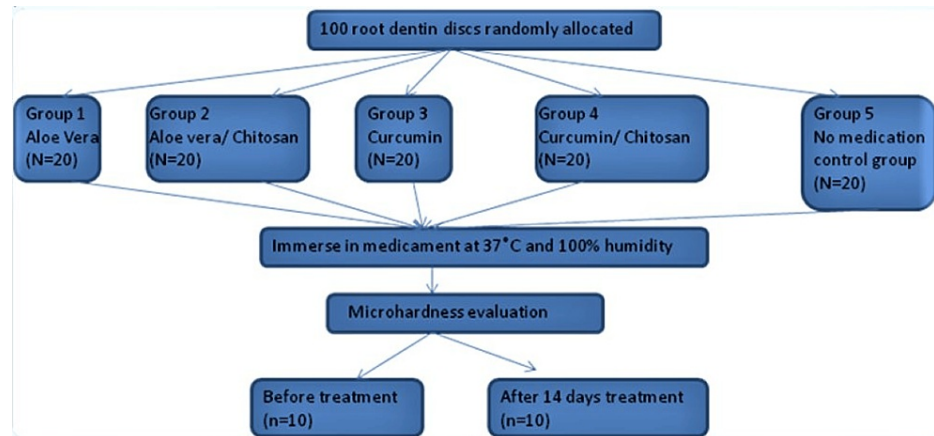 100 root dentin discs randomly allocated
Group 1
Aloe Vera
(N=20)
Group 2
Aloe vera/ Chitosan
(N=20)
Group 3
Curcumin
(N=20)
Group 4
Curcumin/ Chitosan
(N=20)
Group 5
No medication
control group
(N=20)
Immerse in medicament at 37˚C and 100% humidity
Microhardness evaluation
Before treatment
(n=10)
After 14 days treatment
(n=10)